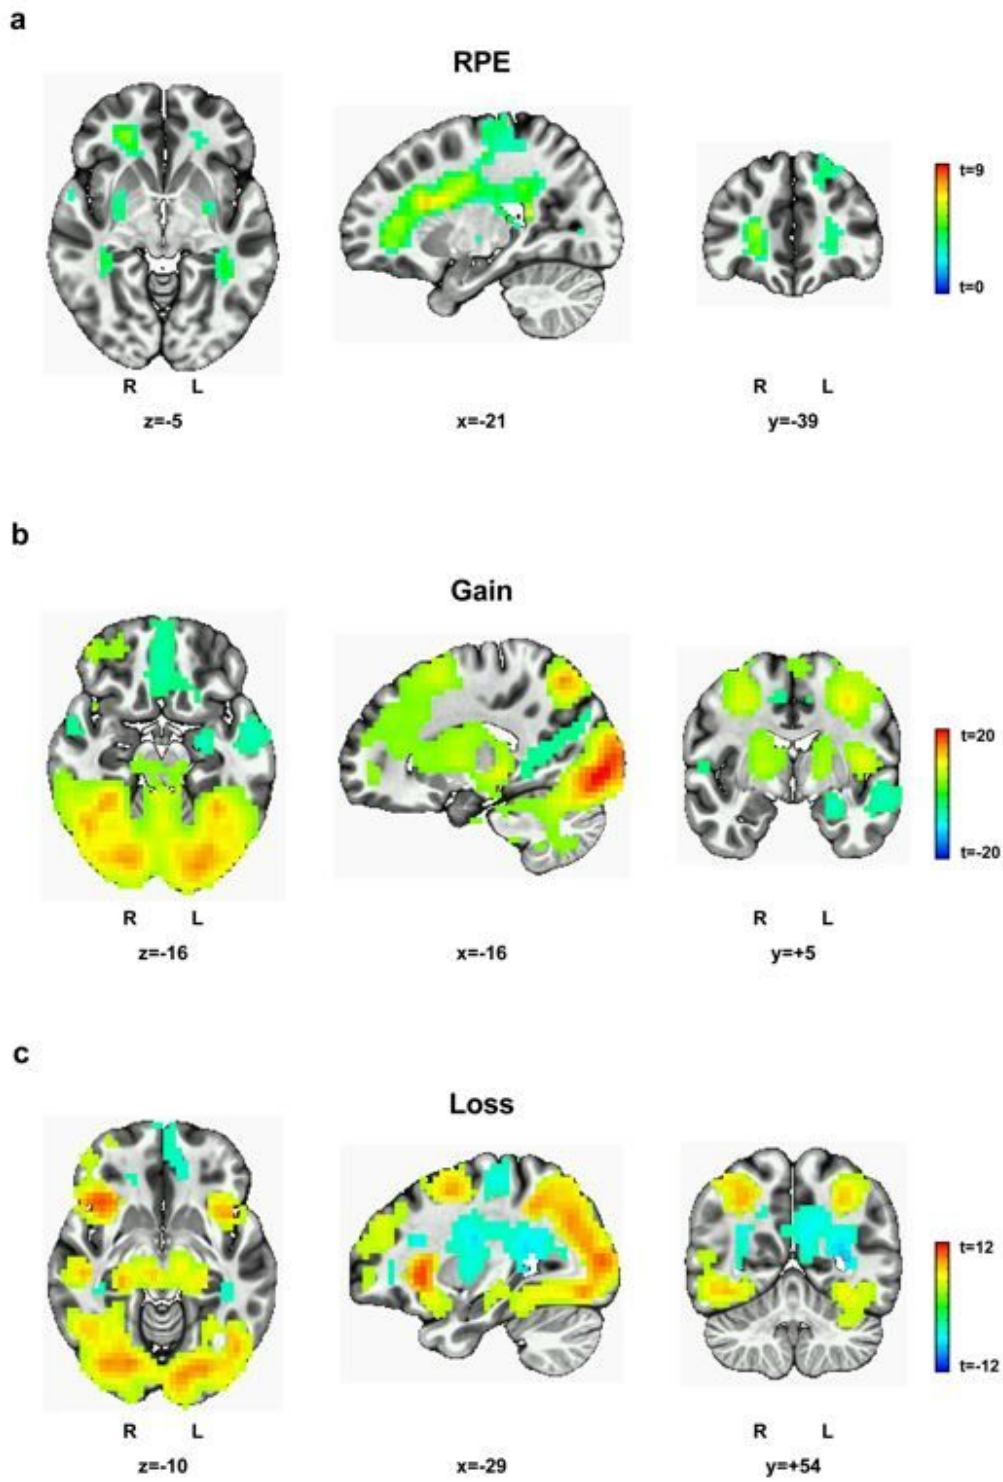 a
RPE
t=9
t=0
R L R L
z=-5 x=-21 y=-39
b
Gain
t=20
t=-20
R L R L
z=-16 x=-16 y=+5
c
Loss
t=12
t=-12
R L R L
z=-10 x=-29 y=+54